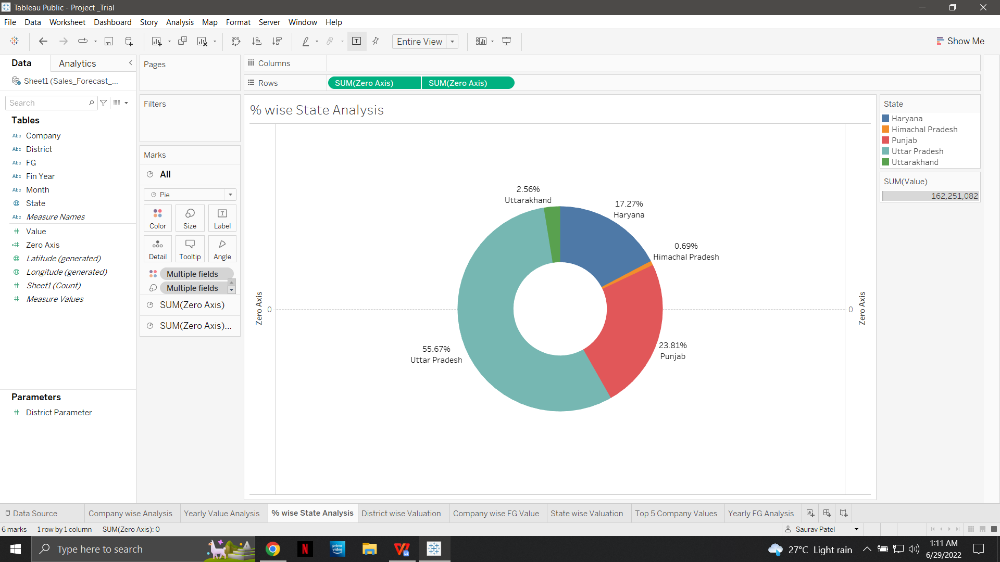 Tableau Public - Project _Trial
File Data Worksheet Dashboard Story Analysis Map Format Server Window Help
Entire View
Show Me
Data Analytics
Sheet1 (Sales_Forecast_...
Search
Tables
Abc Company
Abc District
Abc FG
Abc Fin Year
Abc Month
State
Abc Measure Names
# Value
=# Zero Axis
Latitude (generated)
Longitude (generated)
# Sheet1 (Count)
# Measure Values
Parameters
# District Parameter
Pages
Filters
Marks
All
Pie
Color Size Label
Detail Tooltip Angle
Multiple fields
Multiple fields
SUM(Zero Axis)
SUM(Zero Axis)...
Columns
Rows SUM(Zero Axis) SUM(Zero Axis)
% wise State Analysis
2.56%
Uttarakhand
17.27%
Haryana
0.69%
Himachal Pradesh
23.81%
Punjab
55.67%
Uttar Pradesh
Zero Axis
0
0
Zero Axis
State
Haryana
Himachal Pradesh
Punjab
Uttar Pradesh
Uttarakhand
SUM(Value)
162,251,082
Data Source Company wise Analysis Yearly Value Analysis % wise State Analysis District wise Valuation Company wise FG Value State wise Valuation Top 5 Company Values Yearly FG Analysis
6 marks 1 row by 1 column SUM(Zero Axis): 0 Saurav Patel
Type here to search
N
prime video
W
27°C Light rain
1:11 AM
6/29/2022